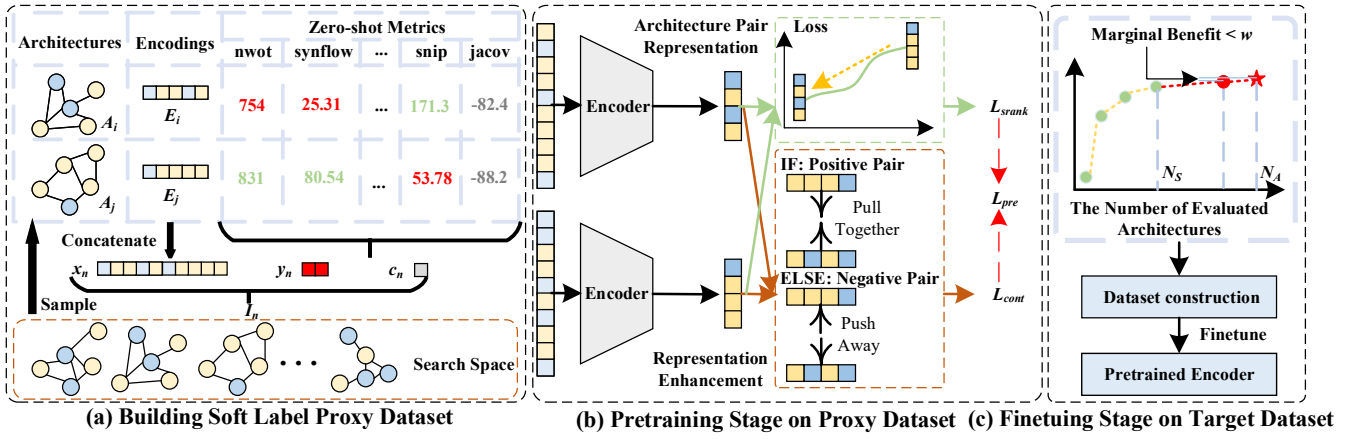 Architectures
Encodings
Zero-shot Metrics
nwot
synflow
...
snip
jacov
A_i
E_i
754
25.31
...
171.3
-82.4
A_j
E_j
831
80.54
...
53.78
-88.2
Concatenate
x_n
y_n
c_n
Sample
I_n
Search Space
(a) Building Soft Label Proxy Dataset
Encoder
Encoder
Architecture Pair
Representation
Loss
IF: Positive Pair
Pull
Together
ELSE: Negative Pair
Push
Away
Representation
Enhancement
L_srank
L_pre
L_cont
(b) Pretraining Stage on Proxy Dataset
Marginal Benefit < w
N_S
N_A
The Number of Evaluated
Architectures
Dataset construction
Finetune
Pretrained Encoder
(c) Finetuing Stage on Target Dataset